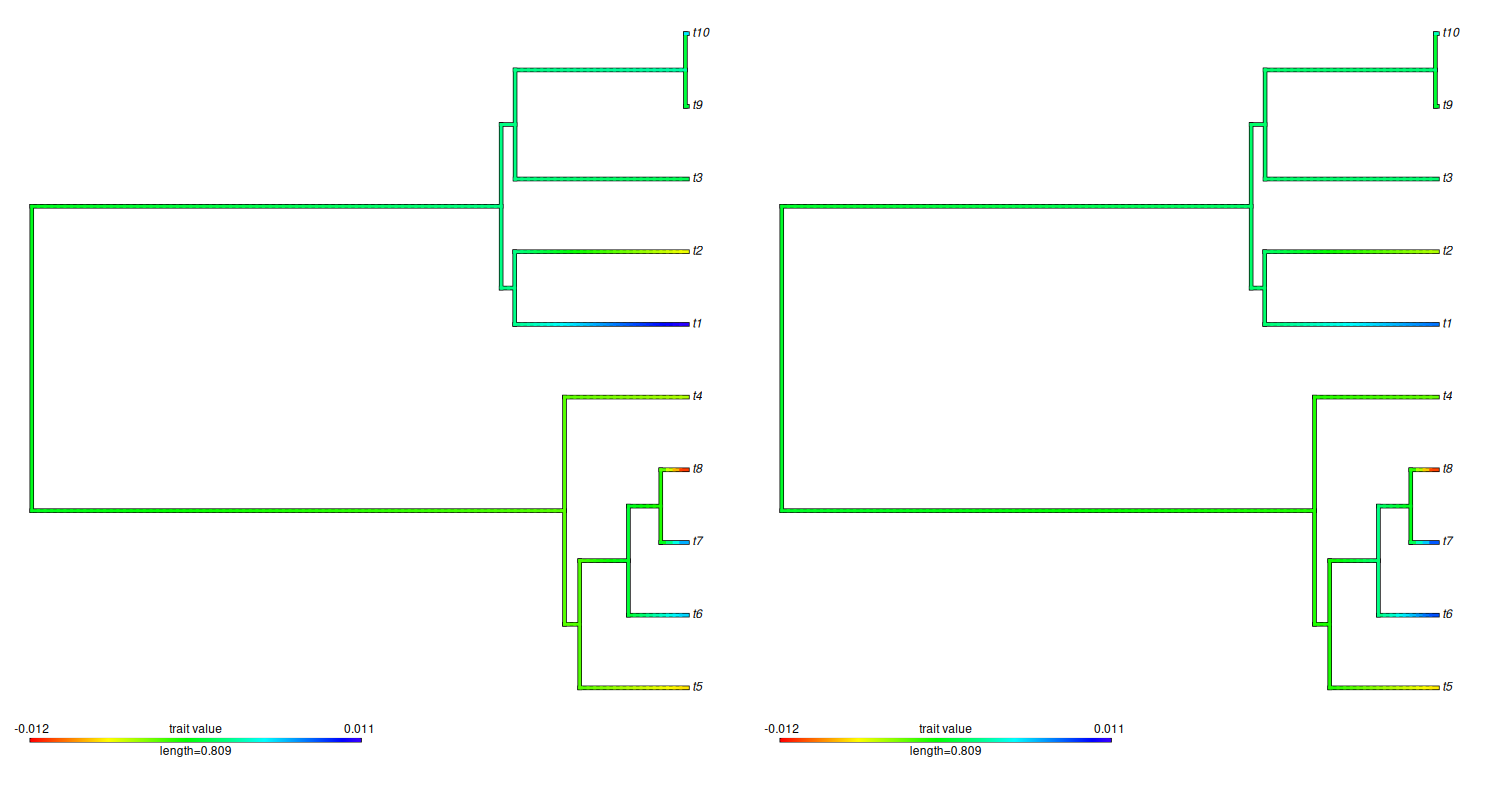 t10
t9
t3
t2
t1
t4
t8
t7
t6
t5
-0.012 trait value 0.011
length=0.809
t10
t9
t3
t2
t1
t4
t8
t7
t6
t5
-0.012 trait value 0.011
length=0.809